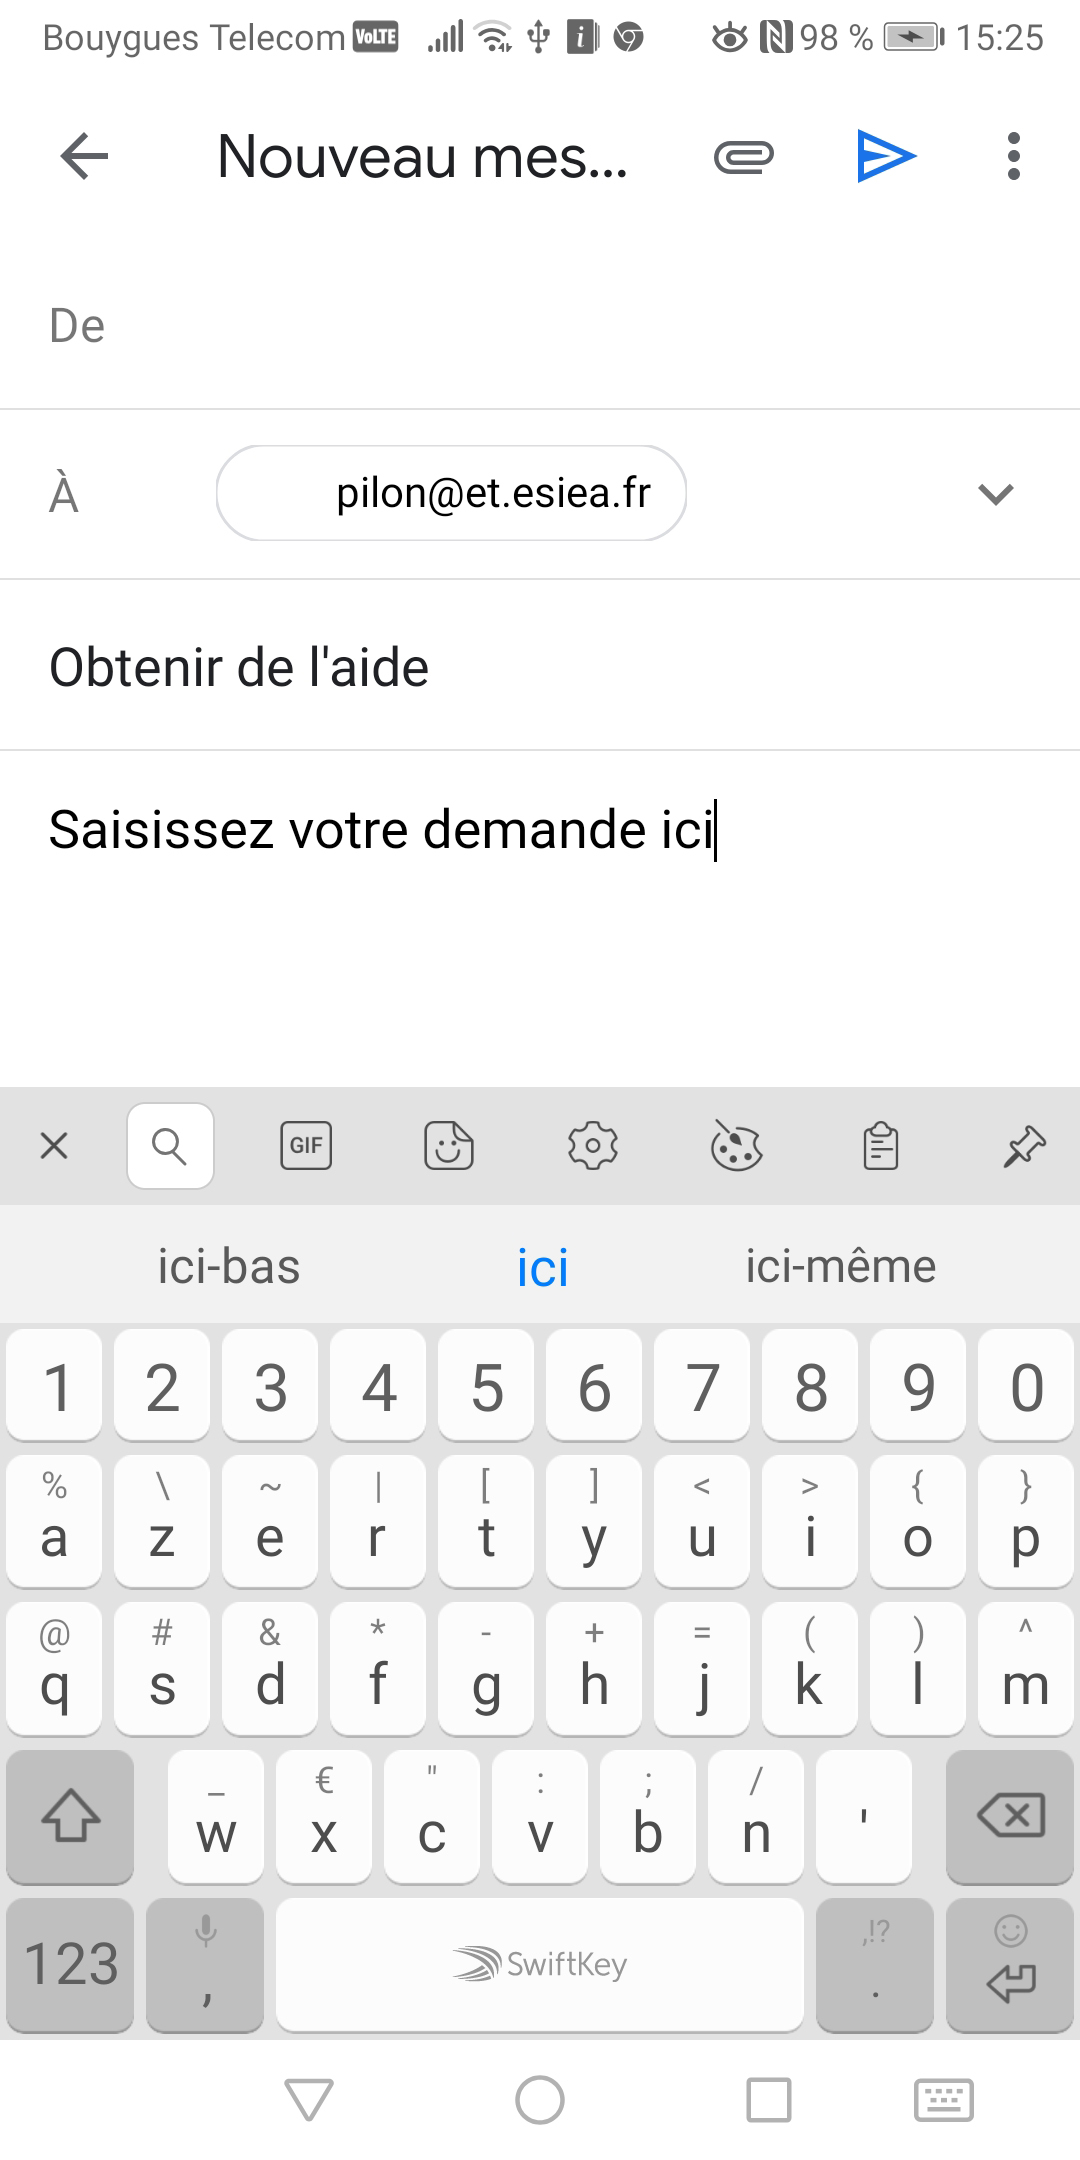 Bouygues Telecom VoLTE 98 % 15:25
Nouveau mes...
De
À pilon@et.esiea.fr
Obtenir de l'aide
Saisissez votre demande ici
GIF
ici-bas ici ici-même
1 2 3 4 5 6 7 8 9 0
% \ ~ | [ ] < > { }
a z e r t y u i o p
@ # & * - + = ( ) ^
q s d f g h j k l m
_ € " : ; /
w x c v b n '
,!?
123 , SwiftKey .